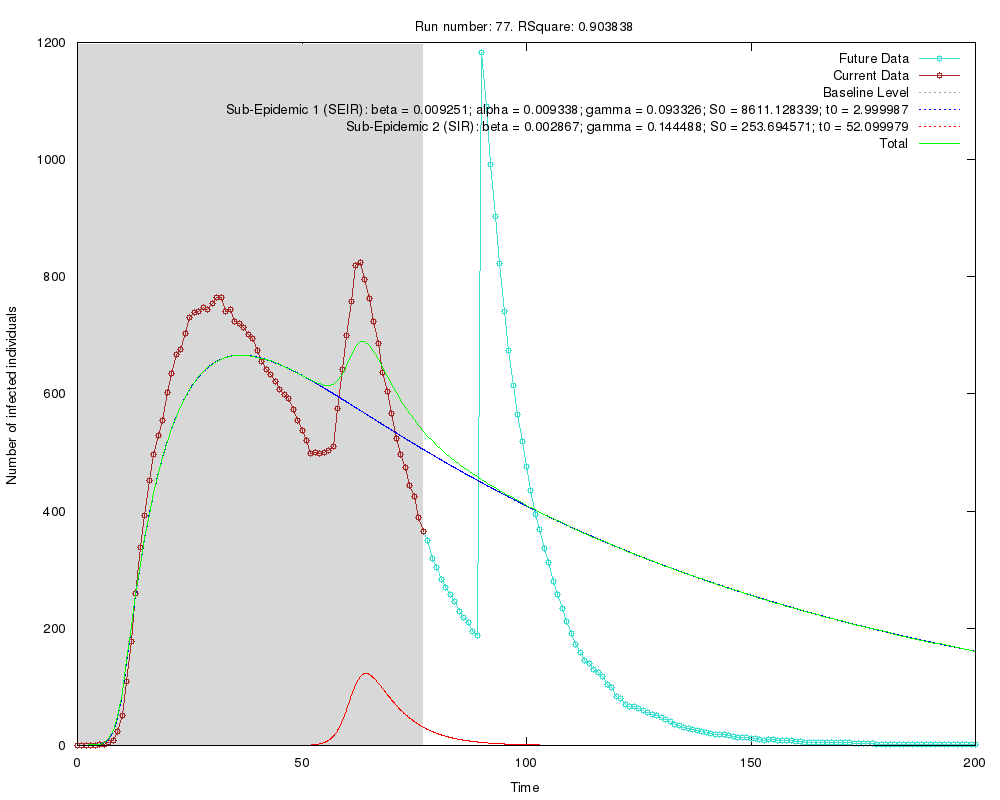 Run number: 77. RSquare: 0.903838
1200
1000
800
600
400
200
0
Number of infected individuals
Future Data
Current Data
Baseline Level
Sub-Epidemic 1 (SEIR): beta = 0.009251; alpha = 0.009338; gamma = 0.093326; S0 = 8611.128339; t0 = 2.999987
Sub-Epidemic 2 (SIR): beta = 0.002867; gamma = 0.144488; S0 = 253.694571; t0 = 52.099979
Total
0 50 100 150 200
Time